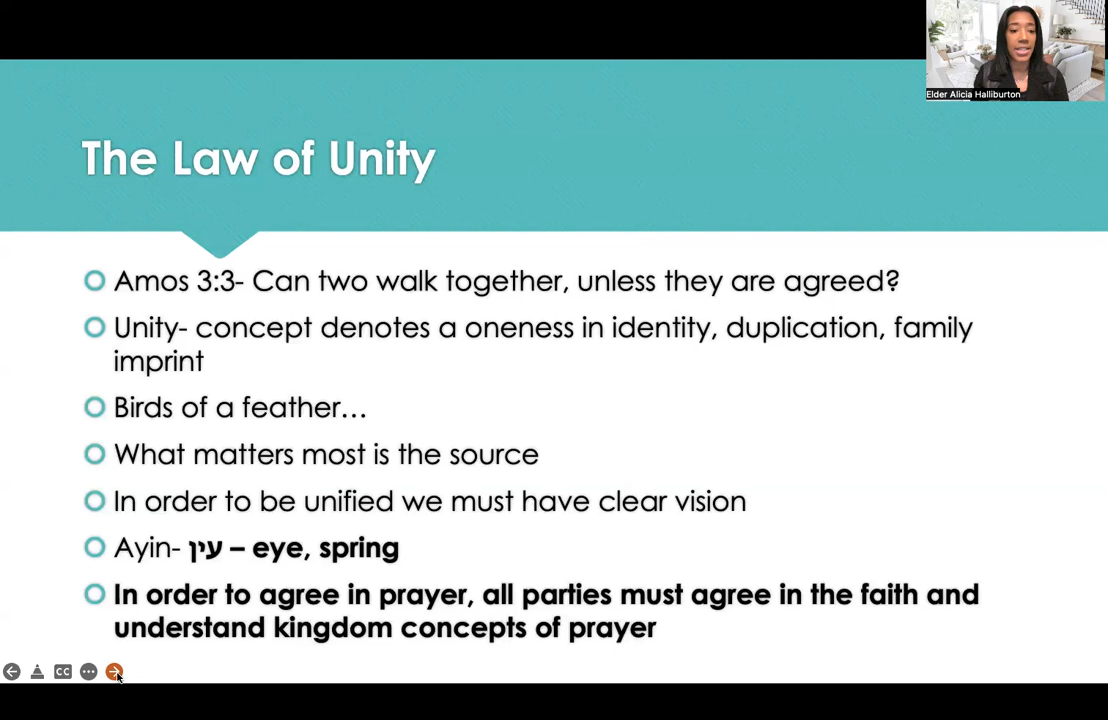 Elder Alicia Halliburton
The Law of Unity
Amos 3:3- Can two walk together, unless they are agreed?
Unity- concept denotes a oneness in identity, duplication, family
imprint
Birds of a feather…
What matters most is the source
In order to be unified we must have clear vision
Ayin- עין – eye, spring
In order to agree in prayer, all parties must agree in the faith and
understand kingdom concepts of prayer
CC